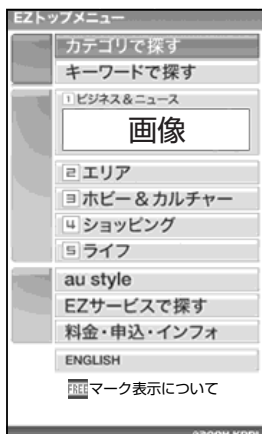 EZトップメニュー
カテゴリで探す
キーワードで探す
1 ビジネス&ニュース
画像
2 エリア
3 ホビー&カルチャー
4 ショッピング
5 ライフ
au style
EZサービスで探す
料金・申込・インフォ
ENGLISH
FREEマーク表示について